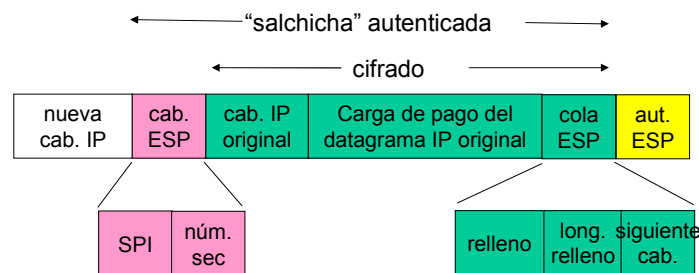 “salchicha” autenticada
cifrado
nueva
cab. IP
cab.
ESP
cab. IP
original
Carga de pago del
datagrama IP original
cola
ESP
aut.
ESP
SPI
núm.
sec
relleno
long.
relleno
siguiente
cab.